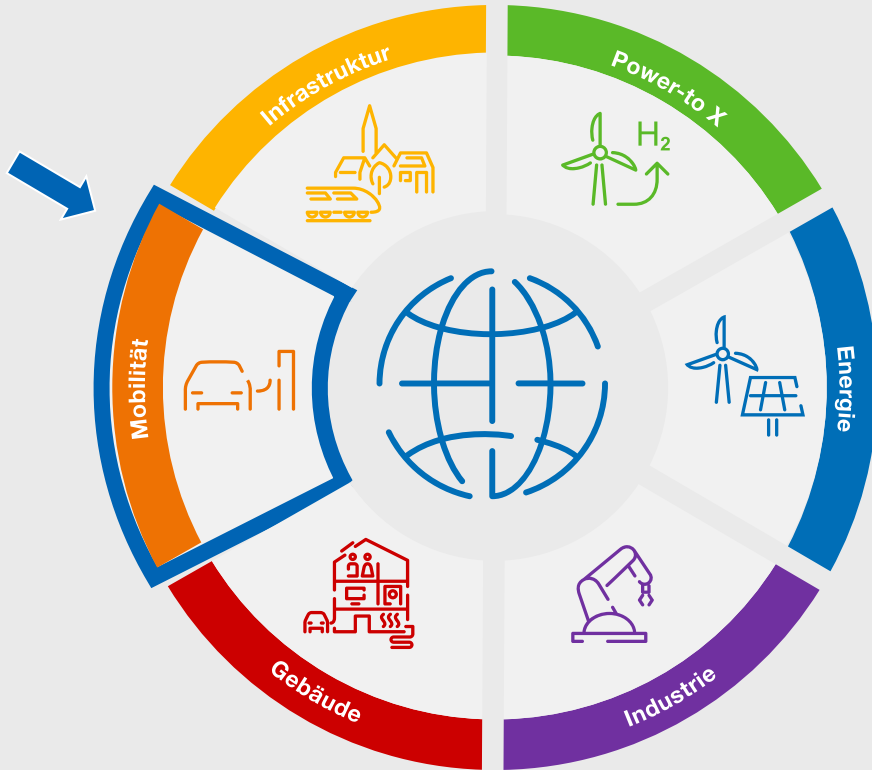 Infrastruktur
Power-to X
H₂
Mobilität
Energie
Gebäude
Industrie